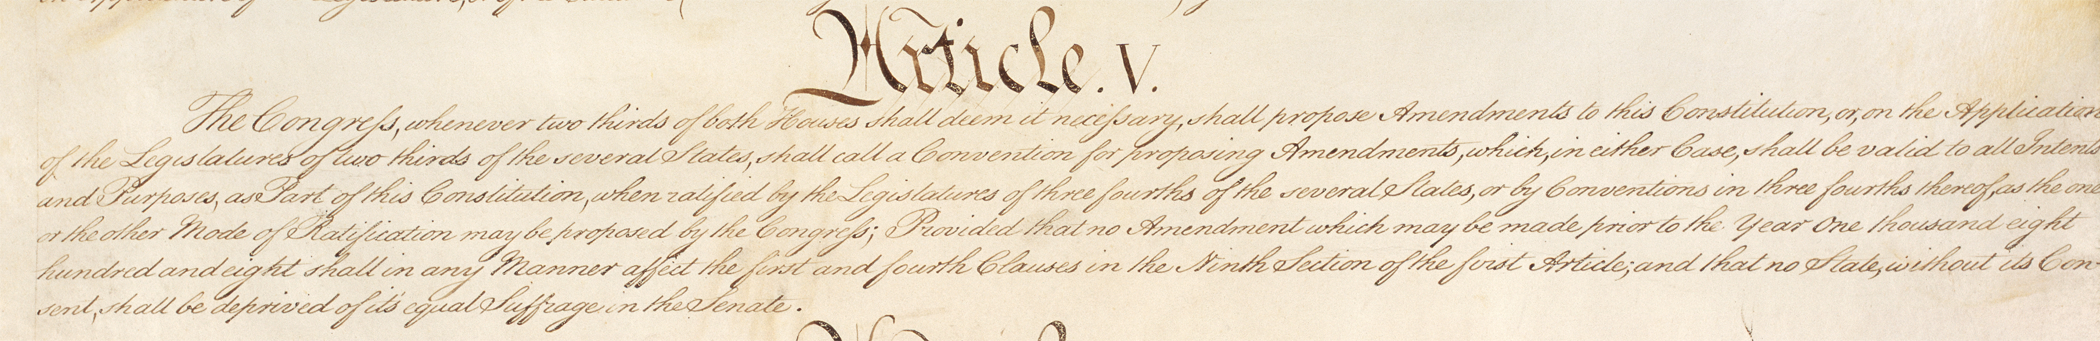 Article. V.
The Congress, whenever two thirds of both Houses shall deem it necessary, shall propose Amendments to this Constitution, or, on the Application
of the Legislatures of two thirds of the several States, shall call a Convention for proposing Amendments, which, in either Case, shall be valid to all Intents
and Purposes, as Part of this Constitution, when ratified by the Legislatures of three fourths of the several States, or by Conventions in three fourths thereof, as the one
or the other Mode of Ratification may be proposed by the Congress; Provided that no Amendment which may be made prior to the Year One thousand eight
hundred and eight shall in any Manner affect the first and fourth Clauses in the Ninth Section of the first Article; and that no State, without its Con-
sent, shall be deprived of it's equal Suffrage in the Senate.